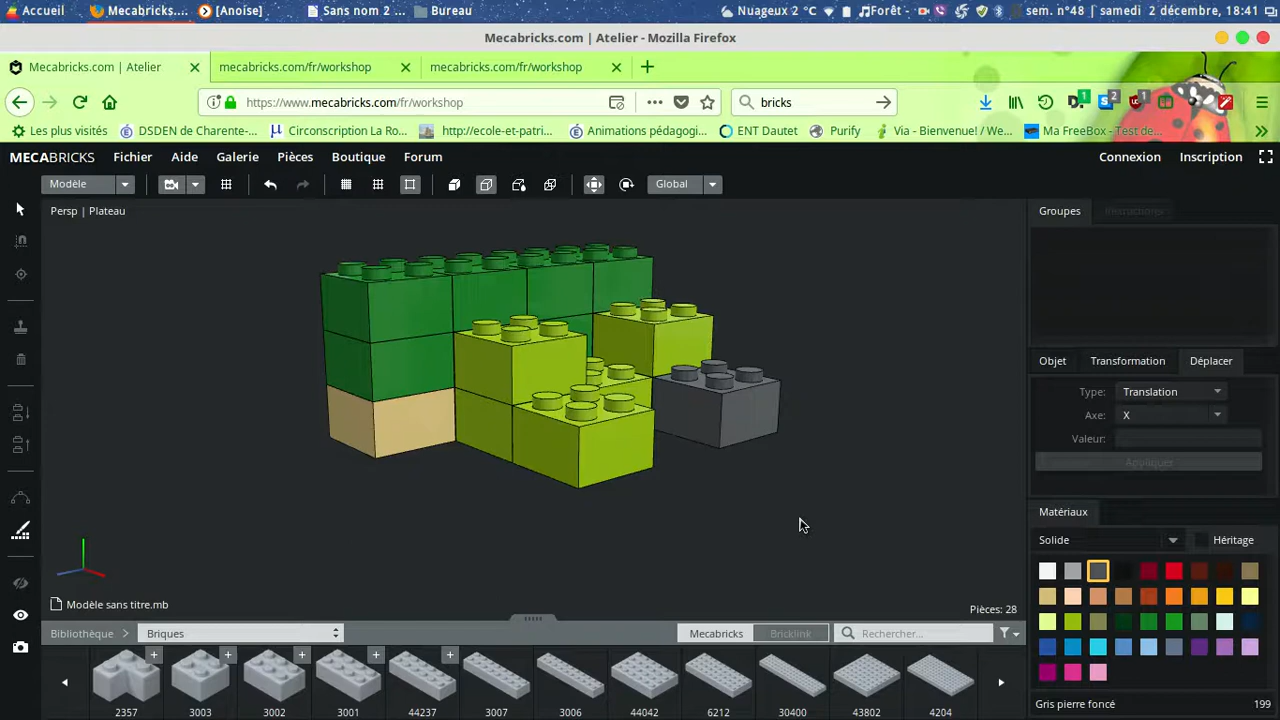 Accueil Mecabricks.... [Anoise] Sans nom 2 ... Bureau Nuageux 2 °C Forêt - sem. n°48 | samedi 2 décembre, 18:41
Mecabricks.com | Atelier - Mozilla Firefox
Mecabricks.com | Atelier mecabricks.com/fr/workshop mecabricks.com/fr/workshop
https://www.mecabricks.com/fr/workshop bricks 1 2 1
Les plus visités DSDEN de Charente-... Circonscription La Ro... http://ecole-et-patri... Animations pédagogi... ENT Dautet Purify Via - Bienvenue! / We... Ma FreeBox - Test de...
MECABRICKS Fichier Aide Galerie Pièces Boutique Forum Connexion Inscription
Modèle Global
Persp | Plateau Groupes Instructions
Objet Transformation Déplacer
Type: Translation
Axe: X
Valeur:
Appliquer
Matériaux
Solide Héritage
Modèle sans titre.mb Pièces: 28
Bibliothèque Briques Mecabricks Bricklink Rechercher...
2357 3003 3002 3001 44237 3007 3006 44042 6212 30400 43802 4204
Gris pierre foncé 199